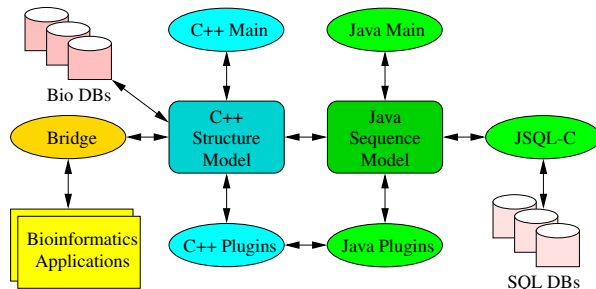 C++ Main
Java Main
Bio DBs
C++
Structure
Model
Java
Sequence
Model
Bridge
JSQL-C
Bioinformatics
Applications
C++ Plugins
Java Plugins
SQL DBs